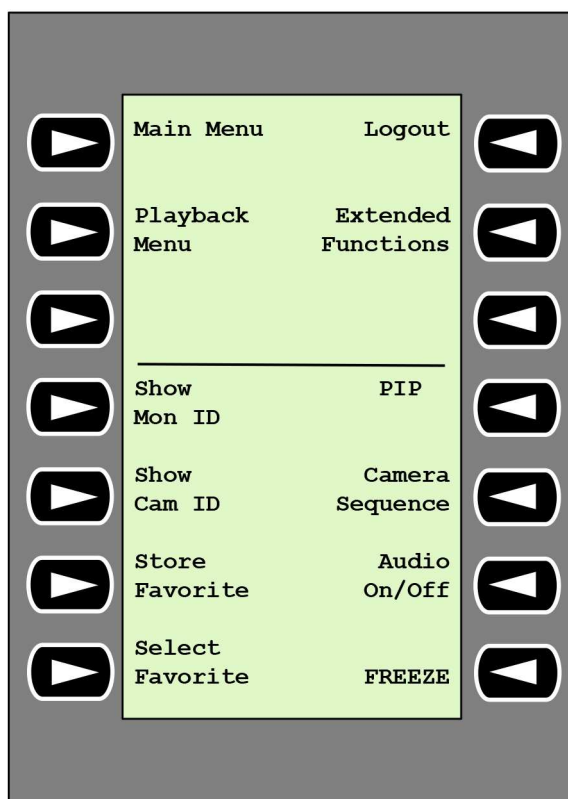 Main Menu
Logout
Playback
Menu
Extended
Functions
Show
Mon ID
PIP
Show
Cam ID
Camera
Sequence
Store
Favorite
Audio
On/Off
Select
Favorite
FREEZE